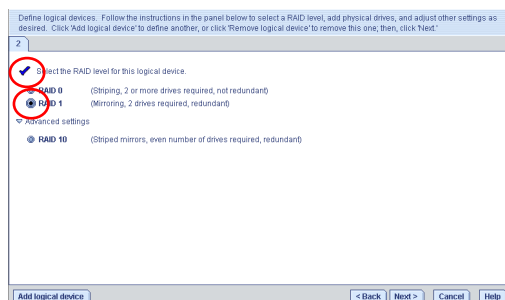 Define logical devices. Follow the instructions in the panel below to select a RAID level, add physical drives, and adjust other settings as
desired. Click 'Add logical device' to define another, or click 'Remove logical device' to remove this one; then, click 'Next.'
2
Select the RAID level for this logical device.
RAID 0 (Striping, 2 or more drives required, not redundant)
RAID 1 (Mirroring, 2 drives required, redundant)
Advanced settings
RAID 10 (Striped mirrors, even number of drives required, redundant)
Add logical device < Back Next > Cancel Help